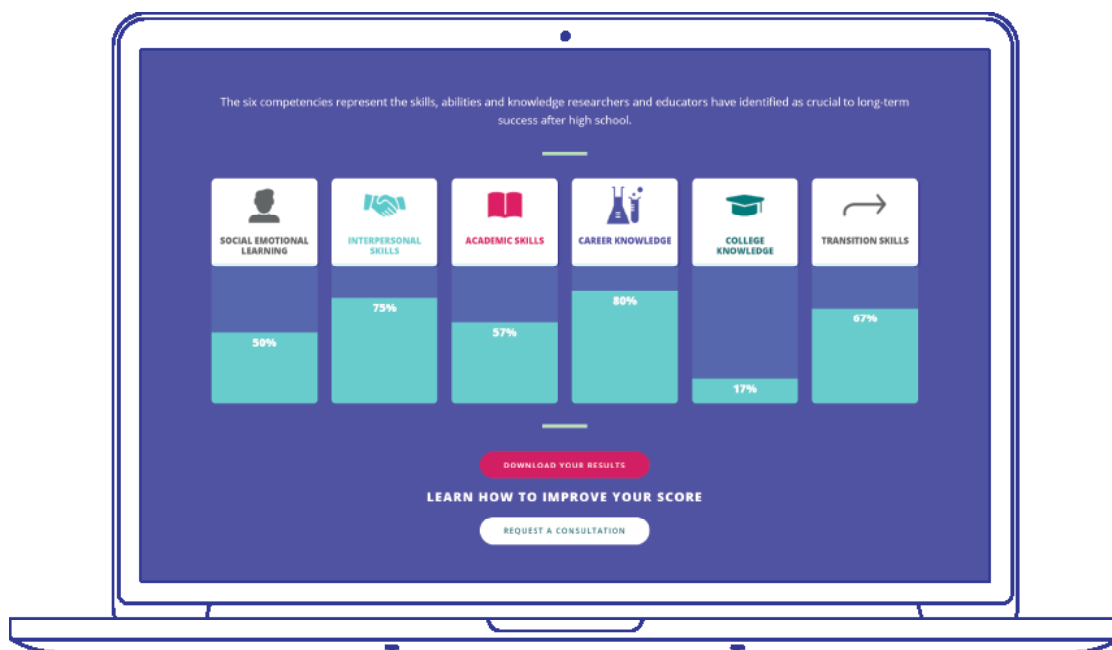 The six competencies represent the skills, abilities and knowledge researchers and educators have identified as crucial to long-term
success after high school.
SOCIAL EMOTIONAL
LEARNING
INTERPERSONAL
SKILLS
ACADEMIC SKILLS
CAREER KNOWLEDGE
COLLEGE
KNOWLEDGE
TRANSITION SKILLS
50%
75%
57%
80%
17%
67%
DOWNLOAD YOUR RESULTS
LEARN HOW TO IMPROVE YOUR SCORE
REQUEST A CONSULTATION